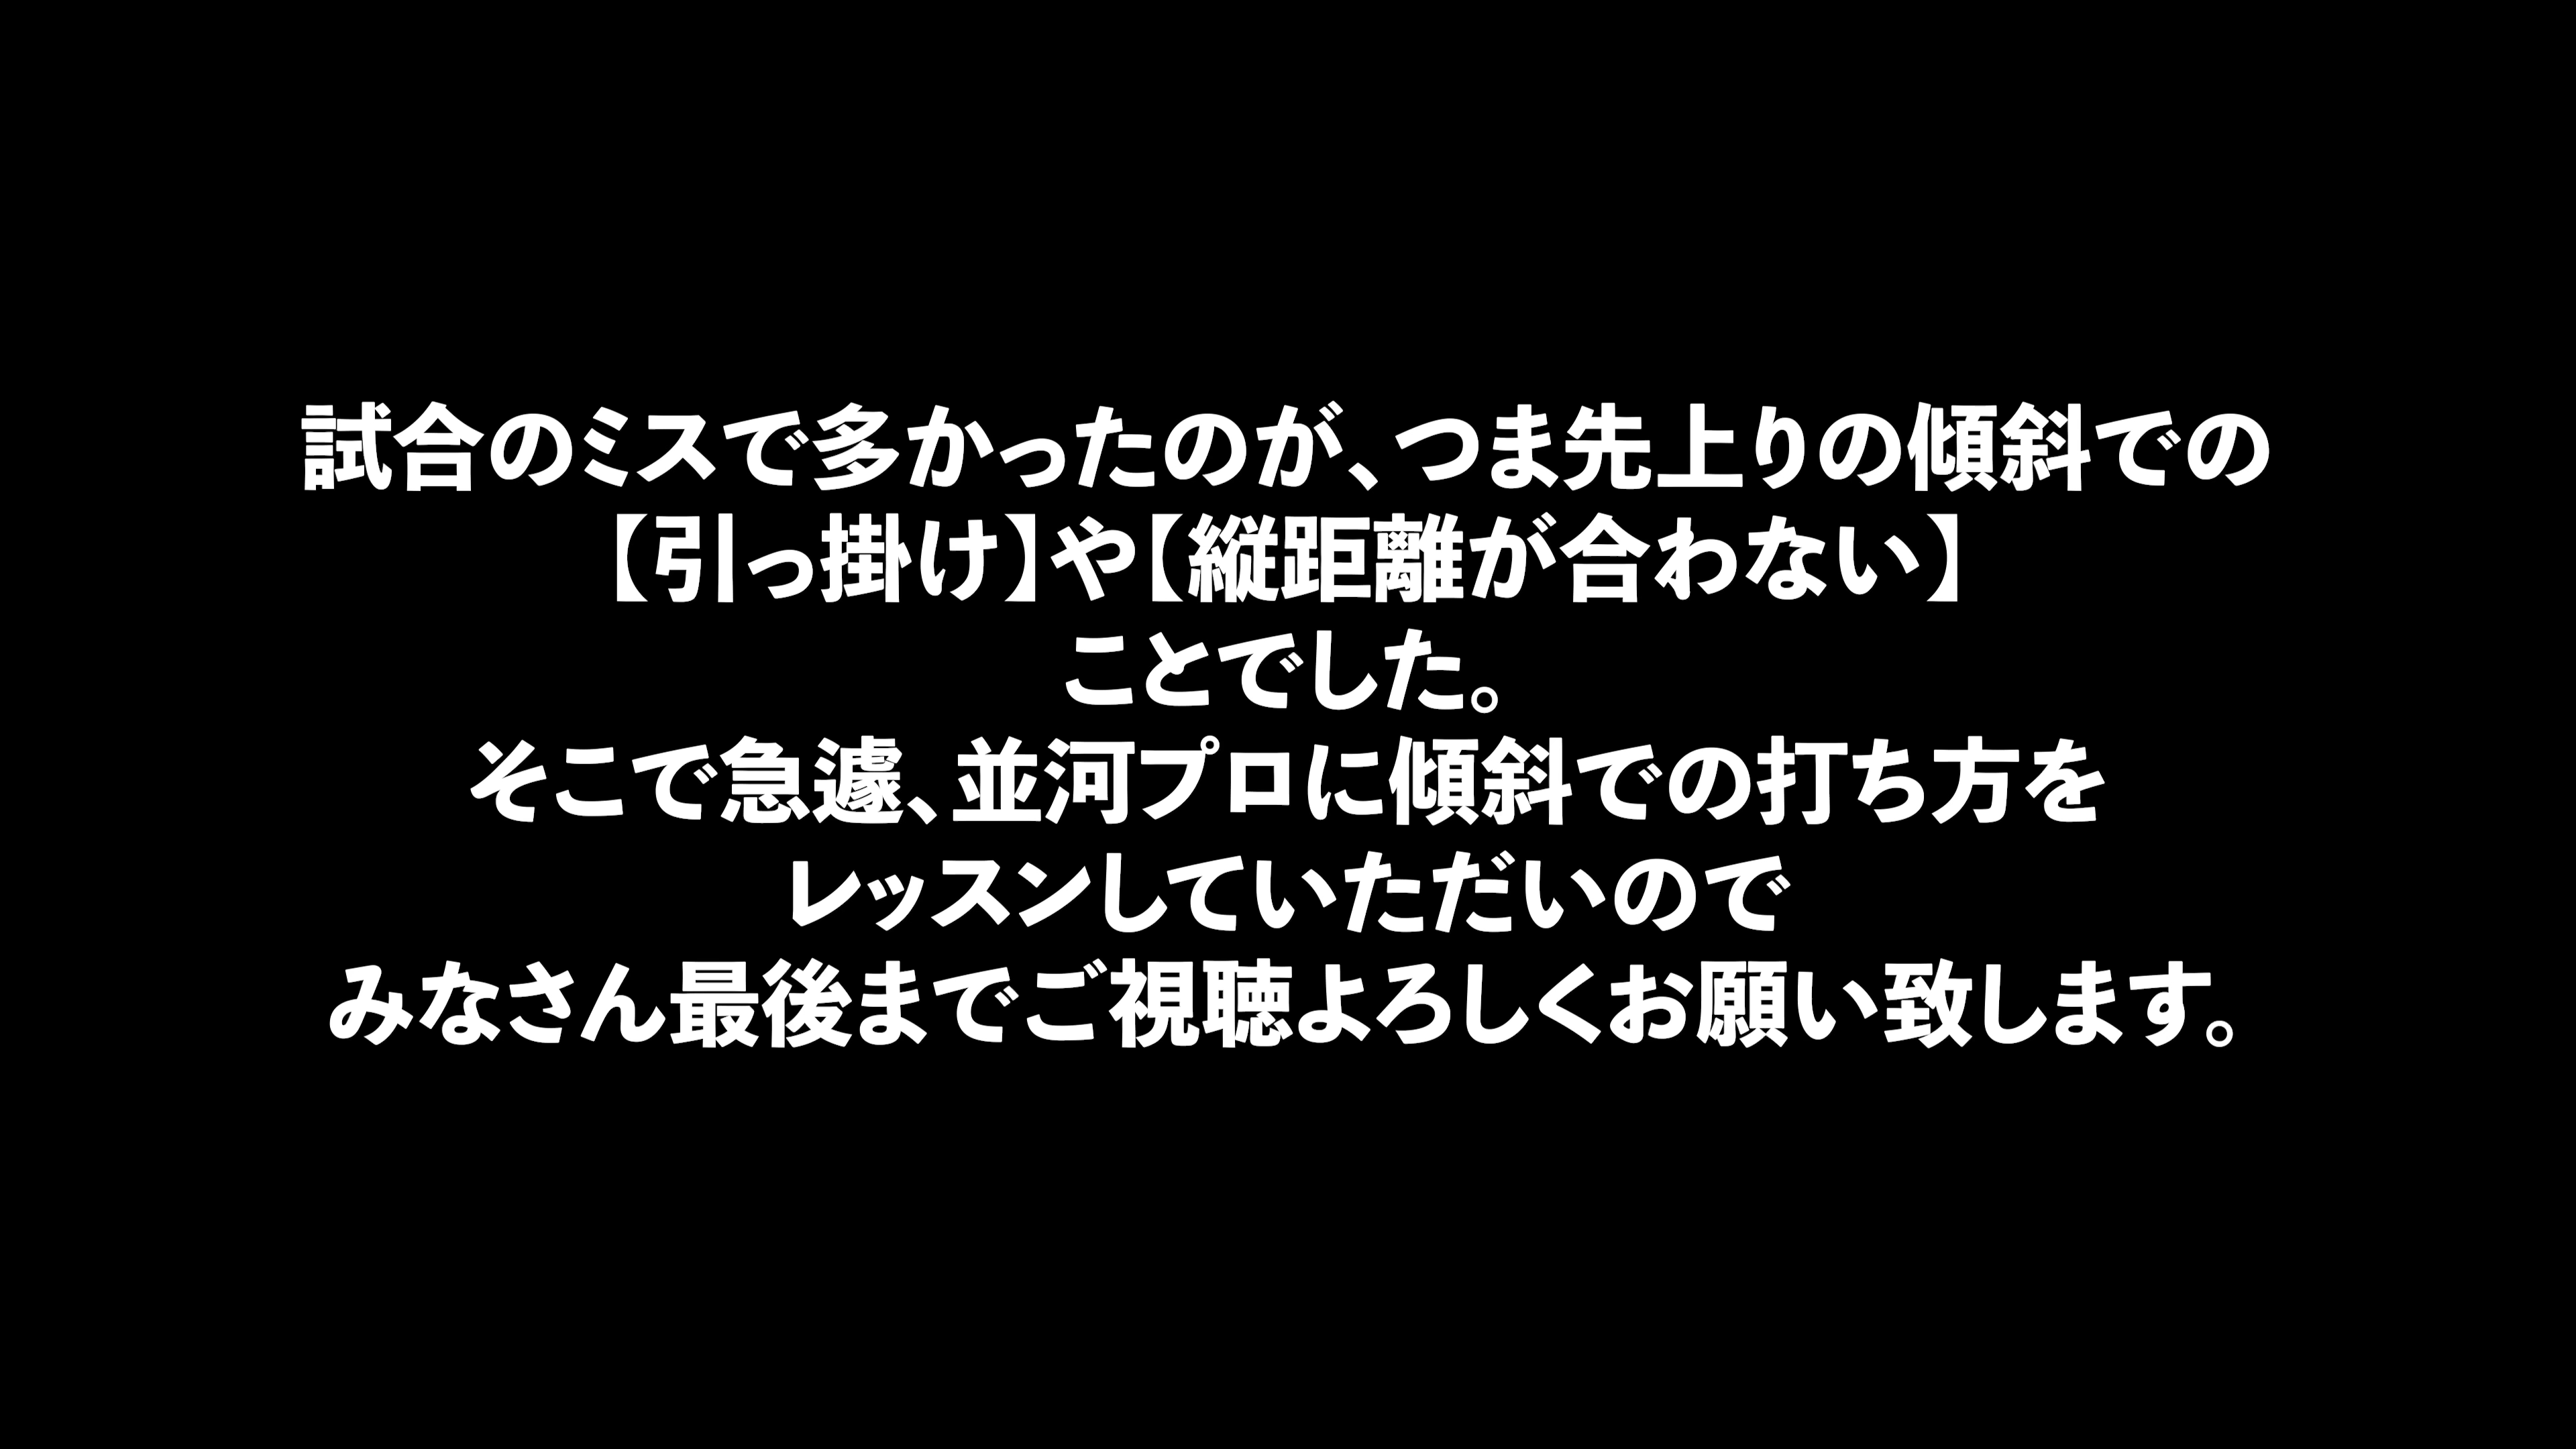 試合のミスで多かったのが、つま先上りの傾斜での
【引っ掛け】や【縦距離が合わない】
ことでした。
そこで急遽、並河プロに傾斜での打ち方を
レッスンしていただいので
みなさん最後までご視聴よろしくお願い致します。